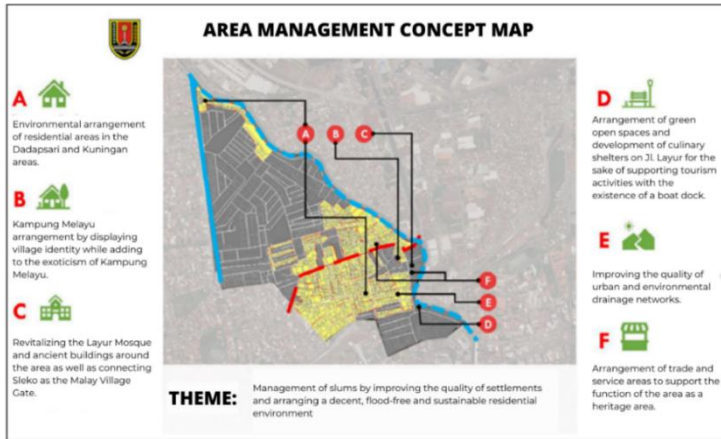 AREA MANAGEMENT CONCEPT MAP
A
Environmental arrangement
of residential areas in the
Dadapsari and Kuningan
areas.
B
Kampung Melayu
arrangement by displaying
village identity while adding
to the exoticism of Kampung
Melayu.
C
Revitalizing the Layur Mosque
and ancient buildings around
the area as well as connecting
Sleko as the Malay Village
Gate.
A B C
F
E
D
THEME:
Management of slums by improving the quality of settlements
and arranging a decent, flood-free and sustainable residential
environment
D
Arrangement of green
open spaces and
development of culinary
shelters on Jl. Layur for the
sake of supporting tourism
activities with the
existence of a boat dock.
E
Improving the quality of
urban and environmental
drainage networks.
F
Arrangement of trade and
service areas to support the
function of the area as a
heritage area.